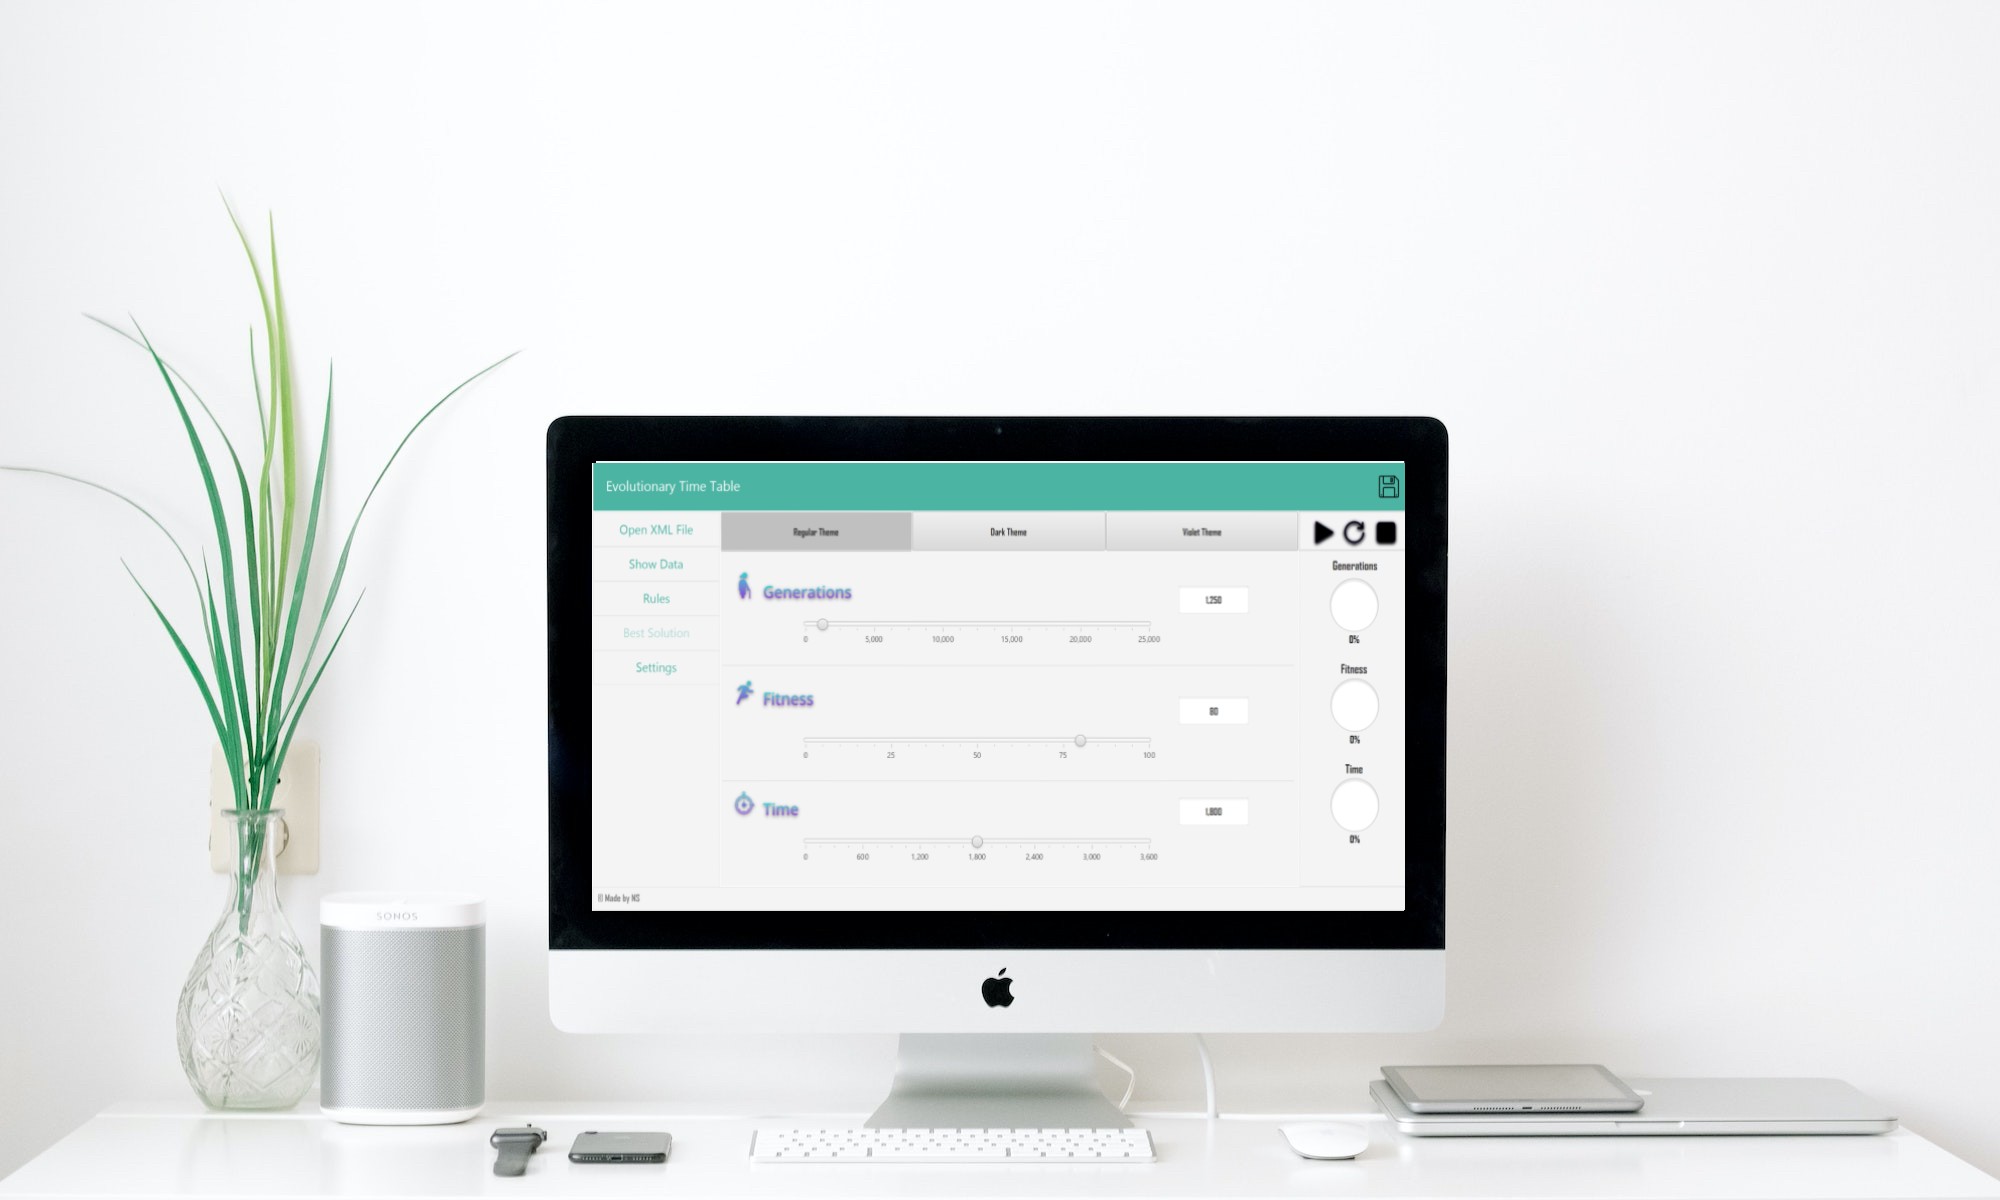 Evolutionary Time Table
Open XML File
Show Data
Rules
Best Solution
Settings
Regular Theme
Dark Theme
Violet Theme
Generations
1,250
0 5,000 10,000 15,000 20,000 25,000
Fitness
80
0 25 50 75 100
Time
1,800
0 600 1,200 1,800 2,400 3,000 3,600
Generations
0%
Fitness
0%
Time
0%
© Made by NS
SONOS